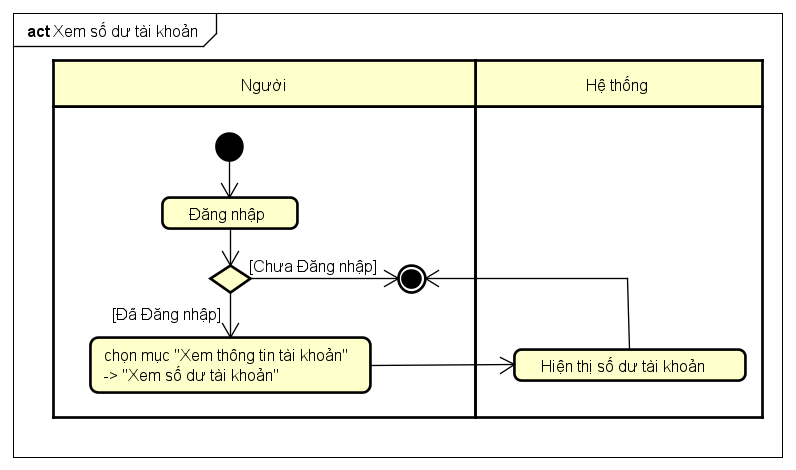 act Xem số dư tài khoản
Người
Hệ thống
Đăng nhập
[Chưa Đăng nhập]
[Đã Đăng nhập]
chọn mục "Xem thông tin tài khoản"
-> "Xem số dư tài khoản"
Hiện thị số dư tài khoản